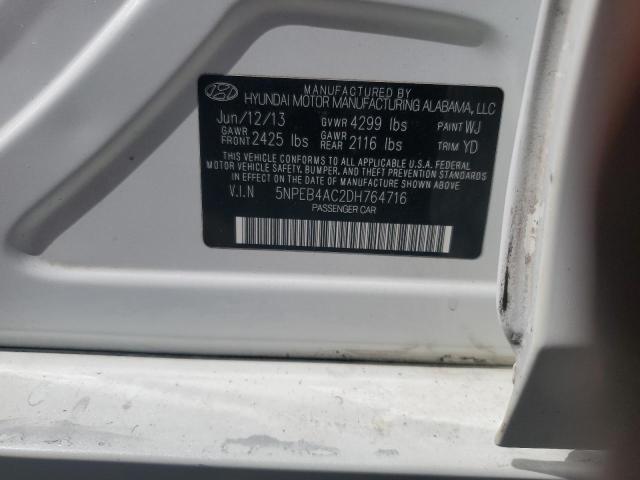 MANUFACTURED BY
HYUNDAI MOTOR MANUFACTURING ALABAMA, LLC
Jun/12/13 GVWR 4299 lbs PAINT WJ
GAWR FRONT 2425 lbs GAWR REAR 2116 lbs TRIM YD
THIS VEHICLE CONFORMS TO ALL APPLICABLE U.S.A. FEDERAL
MOTOR VEHICLE SAFETY, BUMPER, AND THEFT PREVENTION STANDARDS
IN EFFECT ON THE DATE OF MANUFACTURE SHOWN ABOVE.
V.I.N 5NPEB4AC2DH764716
PASSENGER CAR